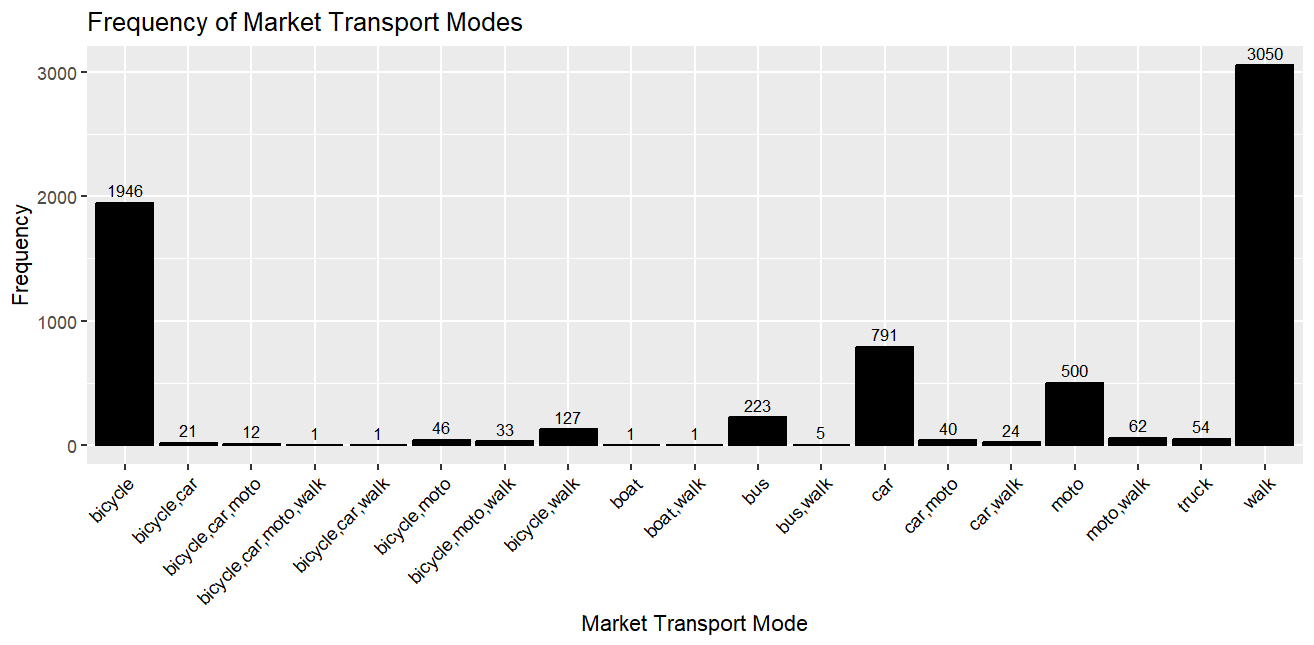 Frequency of Market Transport Modes
Frequency
3000
2000
1000
0
1946
21
12
1
1
46
33
127
1
1
223
5
791
40
24
500
62
54
3050
bicycle
bicycle,car
bicycle,car,moto
bicycle,car,moto,walk
bicycle,car,walk
bicycle,moto
bicycle,moto,walk
bicycle,walk
boat
boat,walk
bus
bus,walk
car
car,moto
car,walk
moto
moto,walk
truck
walk
Market Transport Mode